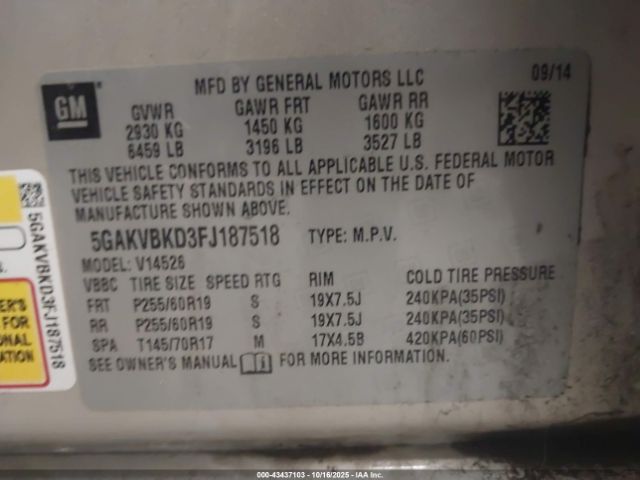 GM
MFD BY GENERAL MOTORS LLC 09/14
GVWR GAWR FRT GAWR RR
2930 KG 1450 KG 1600 KG
6459 LB 3196 LB 3527 LB
THIS VEHICLE CONFORMS TO ALL APPLICABLE U.S. FEDERAL MOTOR
VEHICLE SAFETY STANDARDS IN EFFECT ON THE DATE OF
MANUFACTURE SHOWN ABOVE.
5GAKVBKD3FJ187518 TYPE: M.P.V.
MODEL: V14526
VBBC TIRE SIZE SPEED RTG RIM COLD TIRE PRESSURE
FRT P255/60R19 S 19X7.5J 240KPA(35PSI)
RR P255/60R19 S 19X7.5J 240KPA(35PSI)
SPA T145/70R17 M 17X4.5B 420KPA(60PSI)
SEE OWNER'S MANUAL FOR MORE INFORMATION.
5GAKVBKD3FJ187518
ER'S
FOR
ONAL
000-43437103 - 10/16/2025 - IAA Inc.